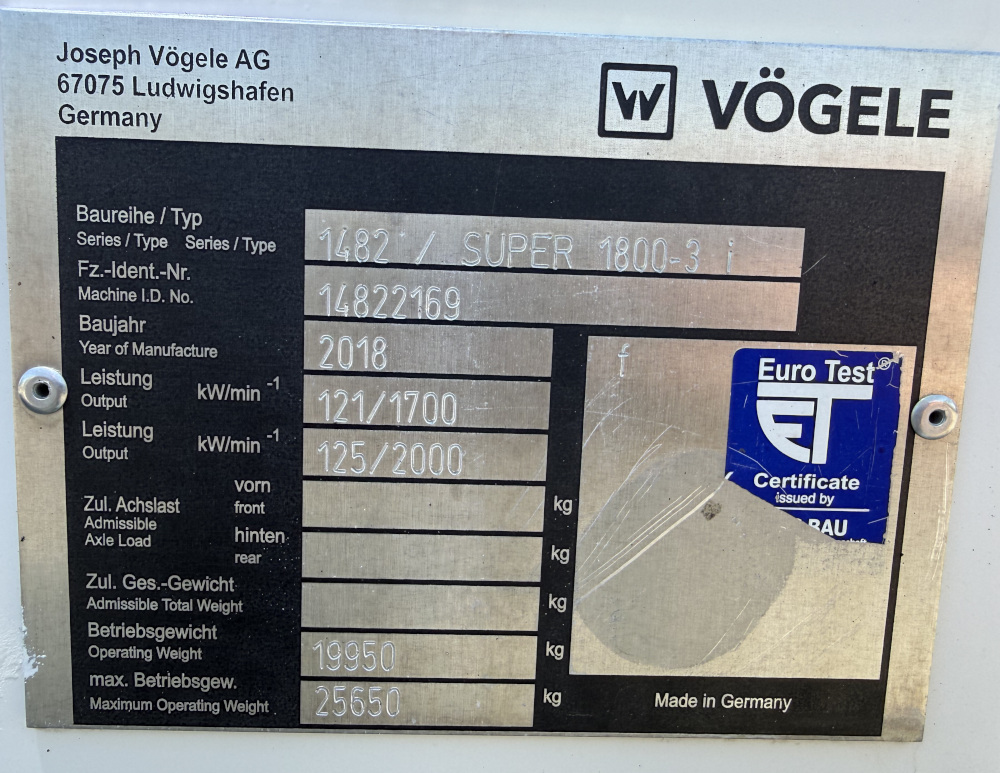 Joseph Vögele AG
67075 Ludwigshafen
Germany
W VÖGELE
Baureihe / Typ
Series / Type Series / Type
1482 / SUPER 1800-3 i
Fz.-Ident.-Nr.
Machine I.D. No.
14822169
Baujahr
Year of Manufacture
2018
Leistung
Output
kW/min -1
121/1700
Leistung
Output
kW/min -1
125/2000
Zul. Achslast
Admissible
Axle Load
vorn
front
kg
hinten
rear
kg
Zul. Ges.-Gewicht
Admissible Total Weight
kg
Betriebsgewicht
Operating Weight
19950
kg
max. Betriebsgew.
Maximum Operating Weight
25650
kg
f
Euro Test®
ET
Certificate
issued by
BAU
Made in Germany